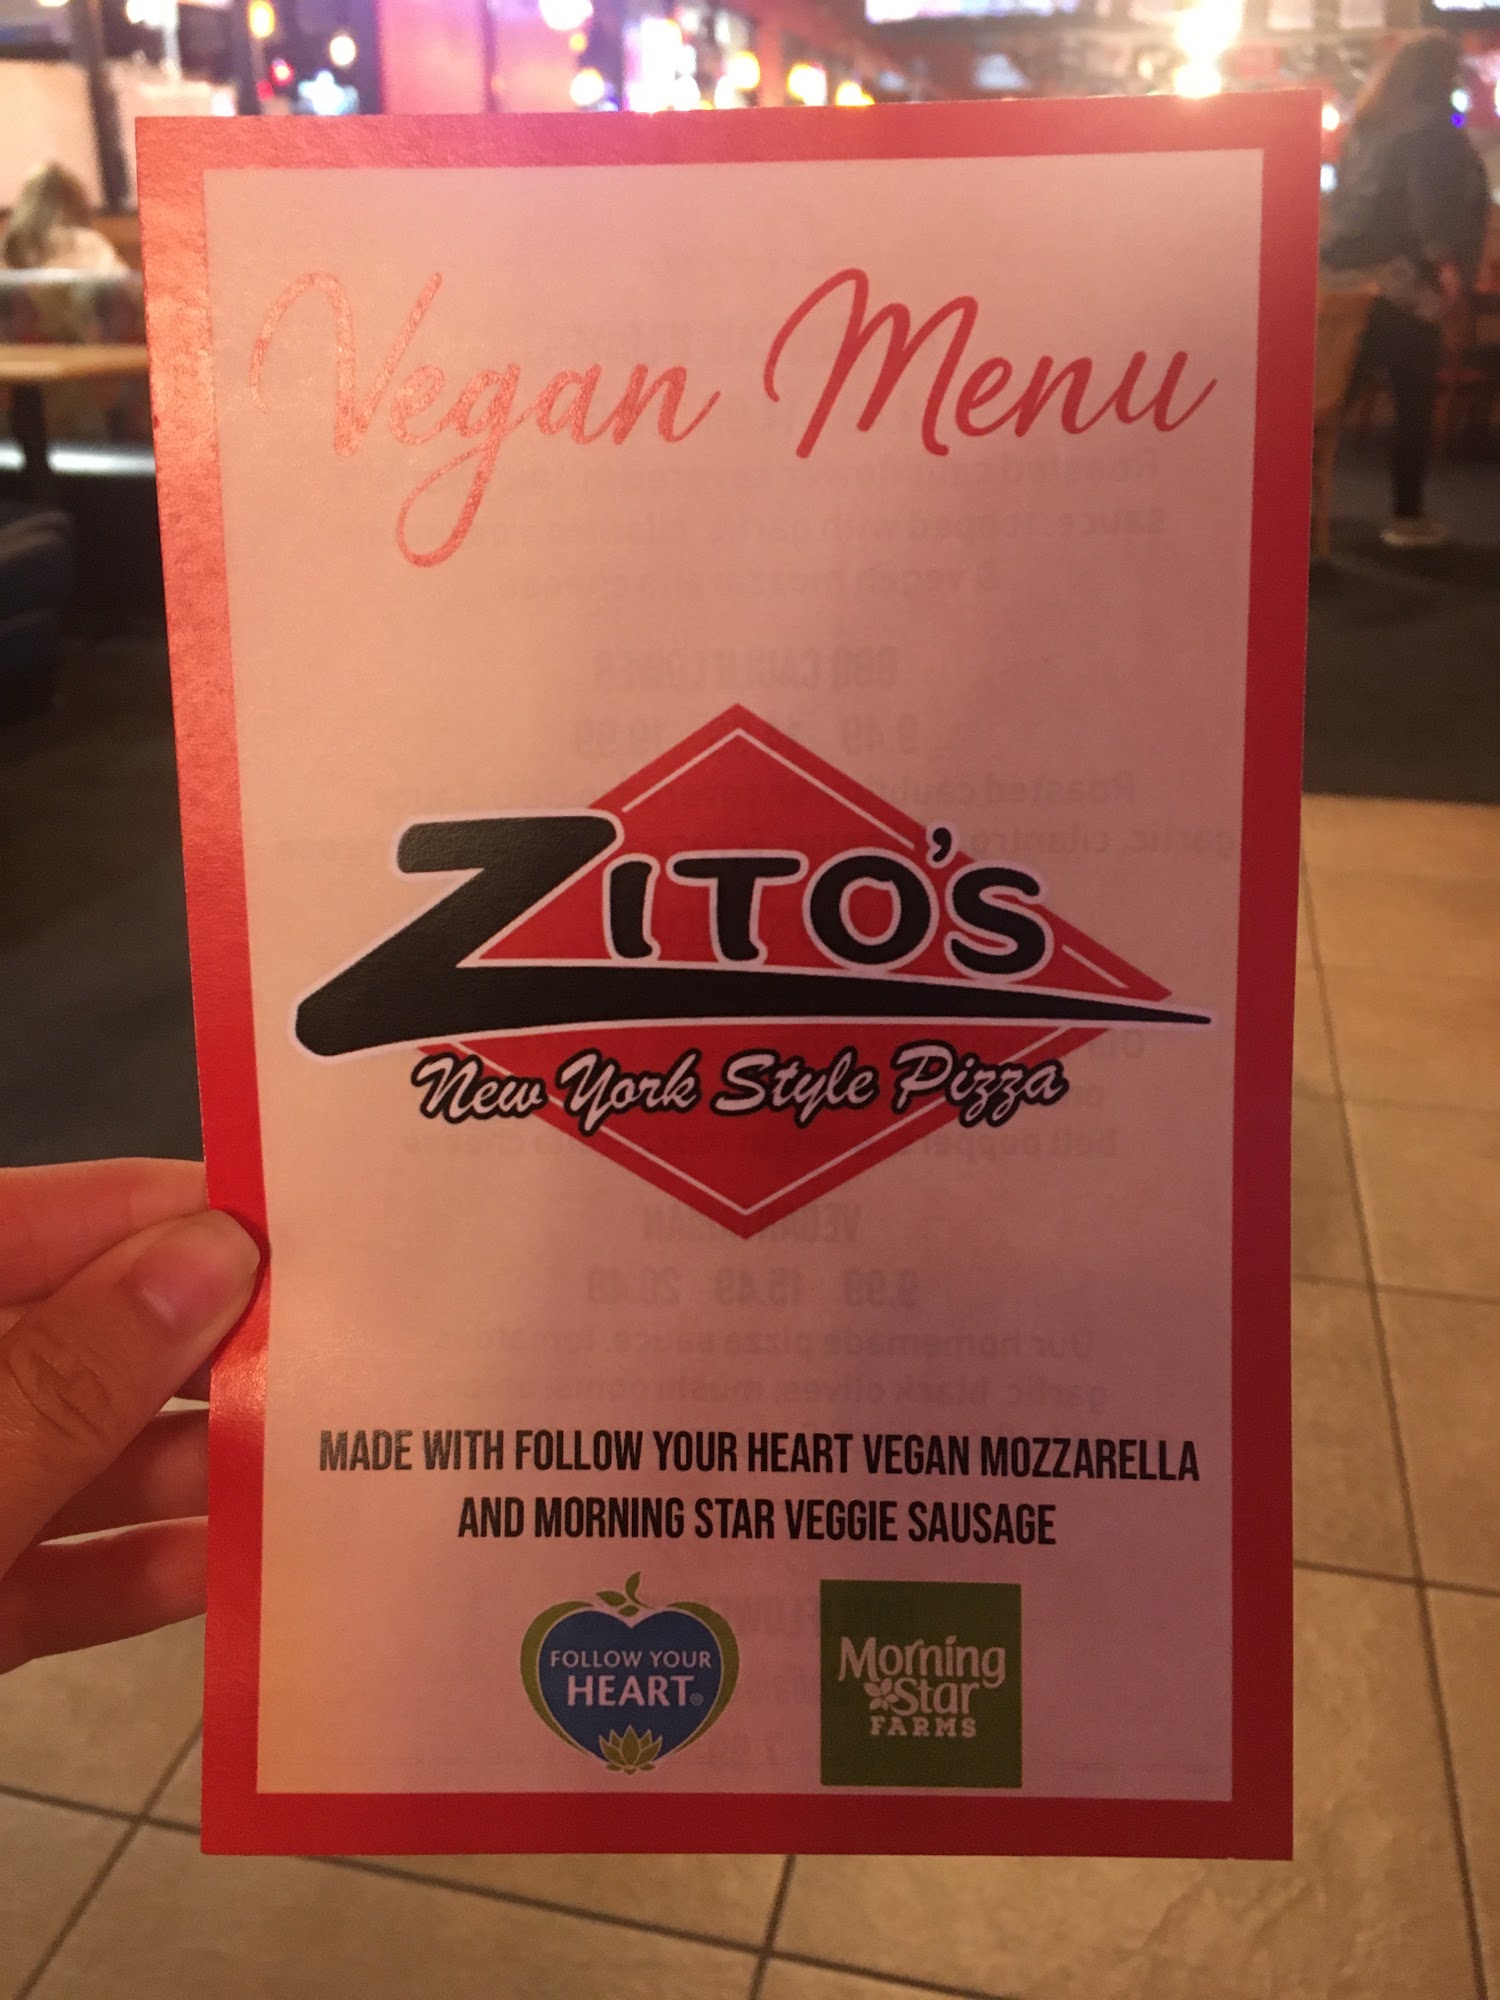 Vegan Menu
ZITO'S
New York Style Pizza
MADE WITH FOLLOW YOUR HEART VEGAN MOZZARELLA
AND MORNING STAR VEGGIE SAUSAGE
FOLLOW YOUR
HEART®
Morning
Star
FARMS